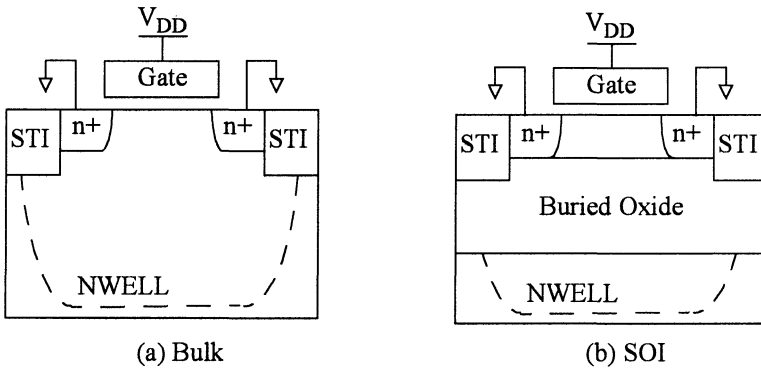 V_DD
Gate
STI
n+
n+
STI
NWELL
(a) Bulk
V_DD
Gate
STI
n+
n+
STI
Buried Oxide
NWELL
(b) SOI